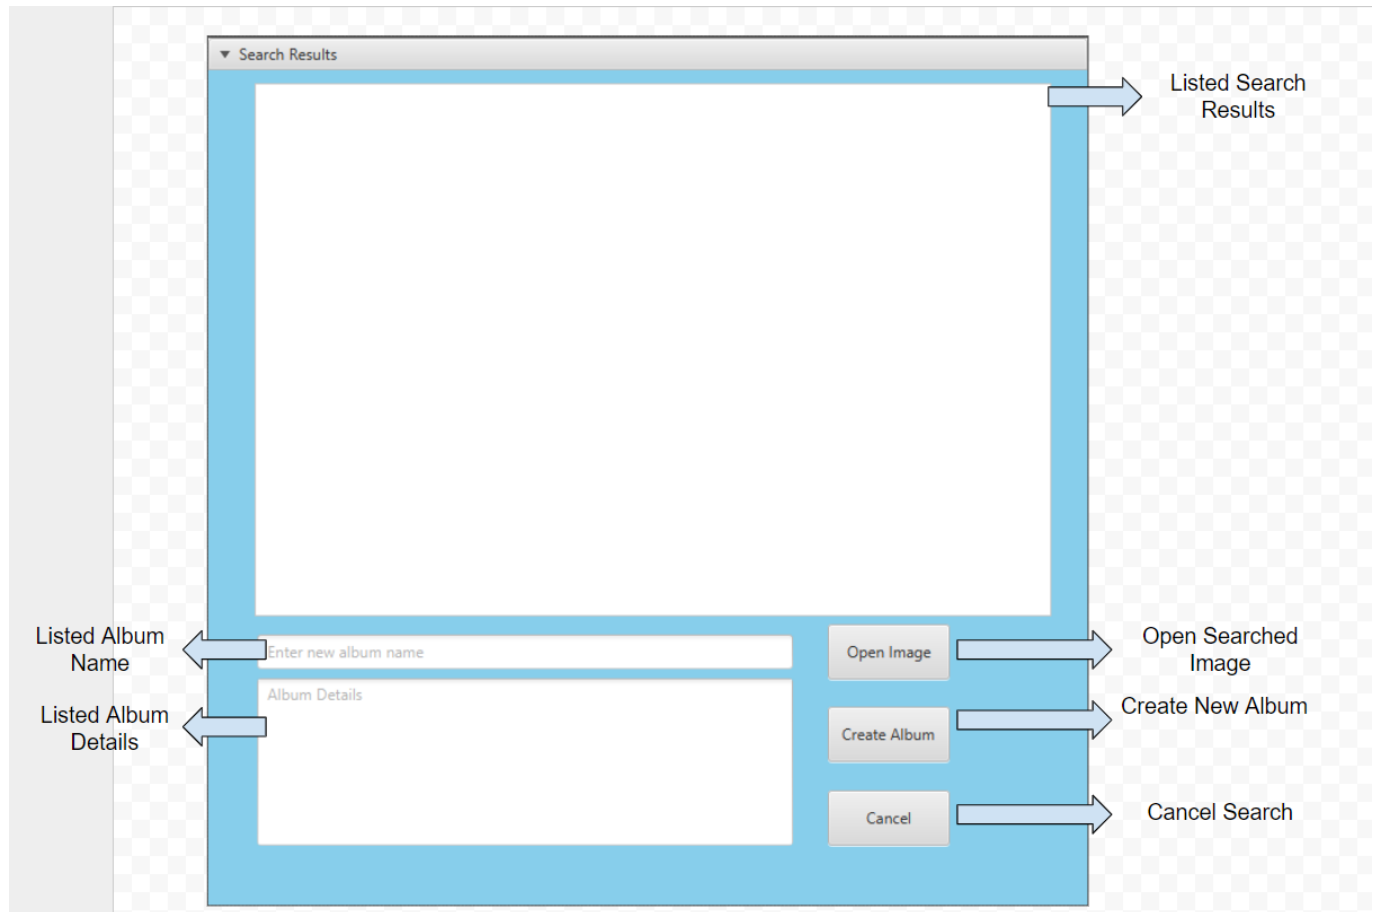 Search Results
Listed Search
Results
Listed Album
Name
Enter new album name
Open Image
Open Searched
Image
Album Details
Listed Album
Details
Create Album
Create New Album
Cancel
Cancel Search